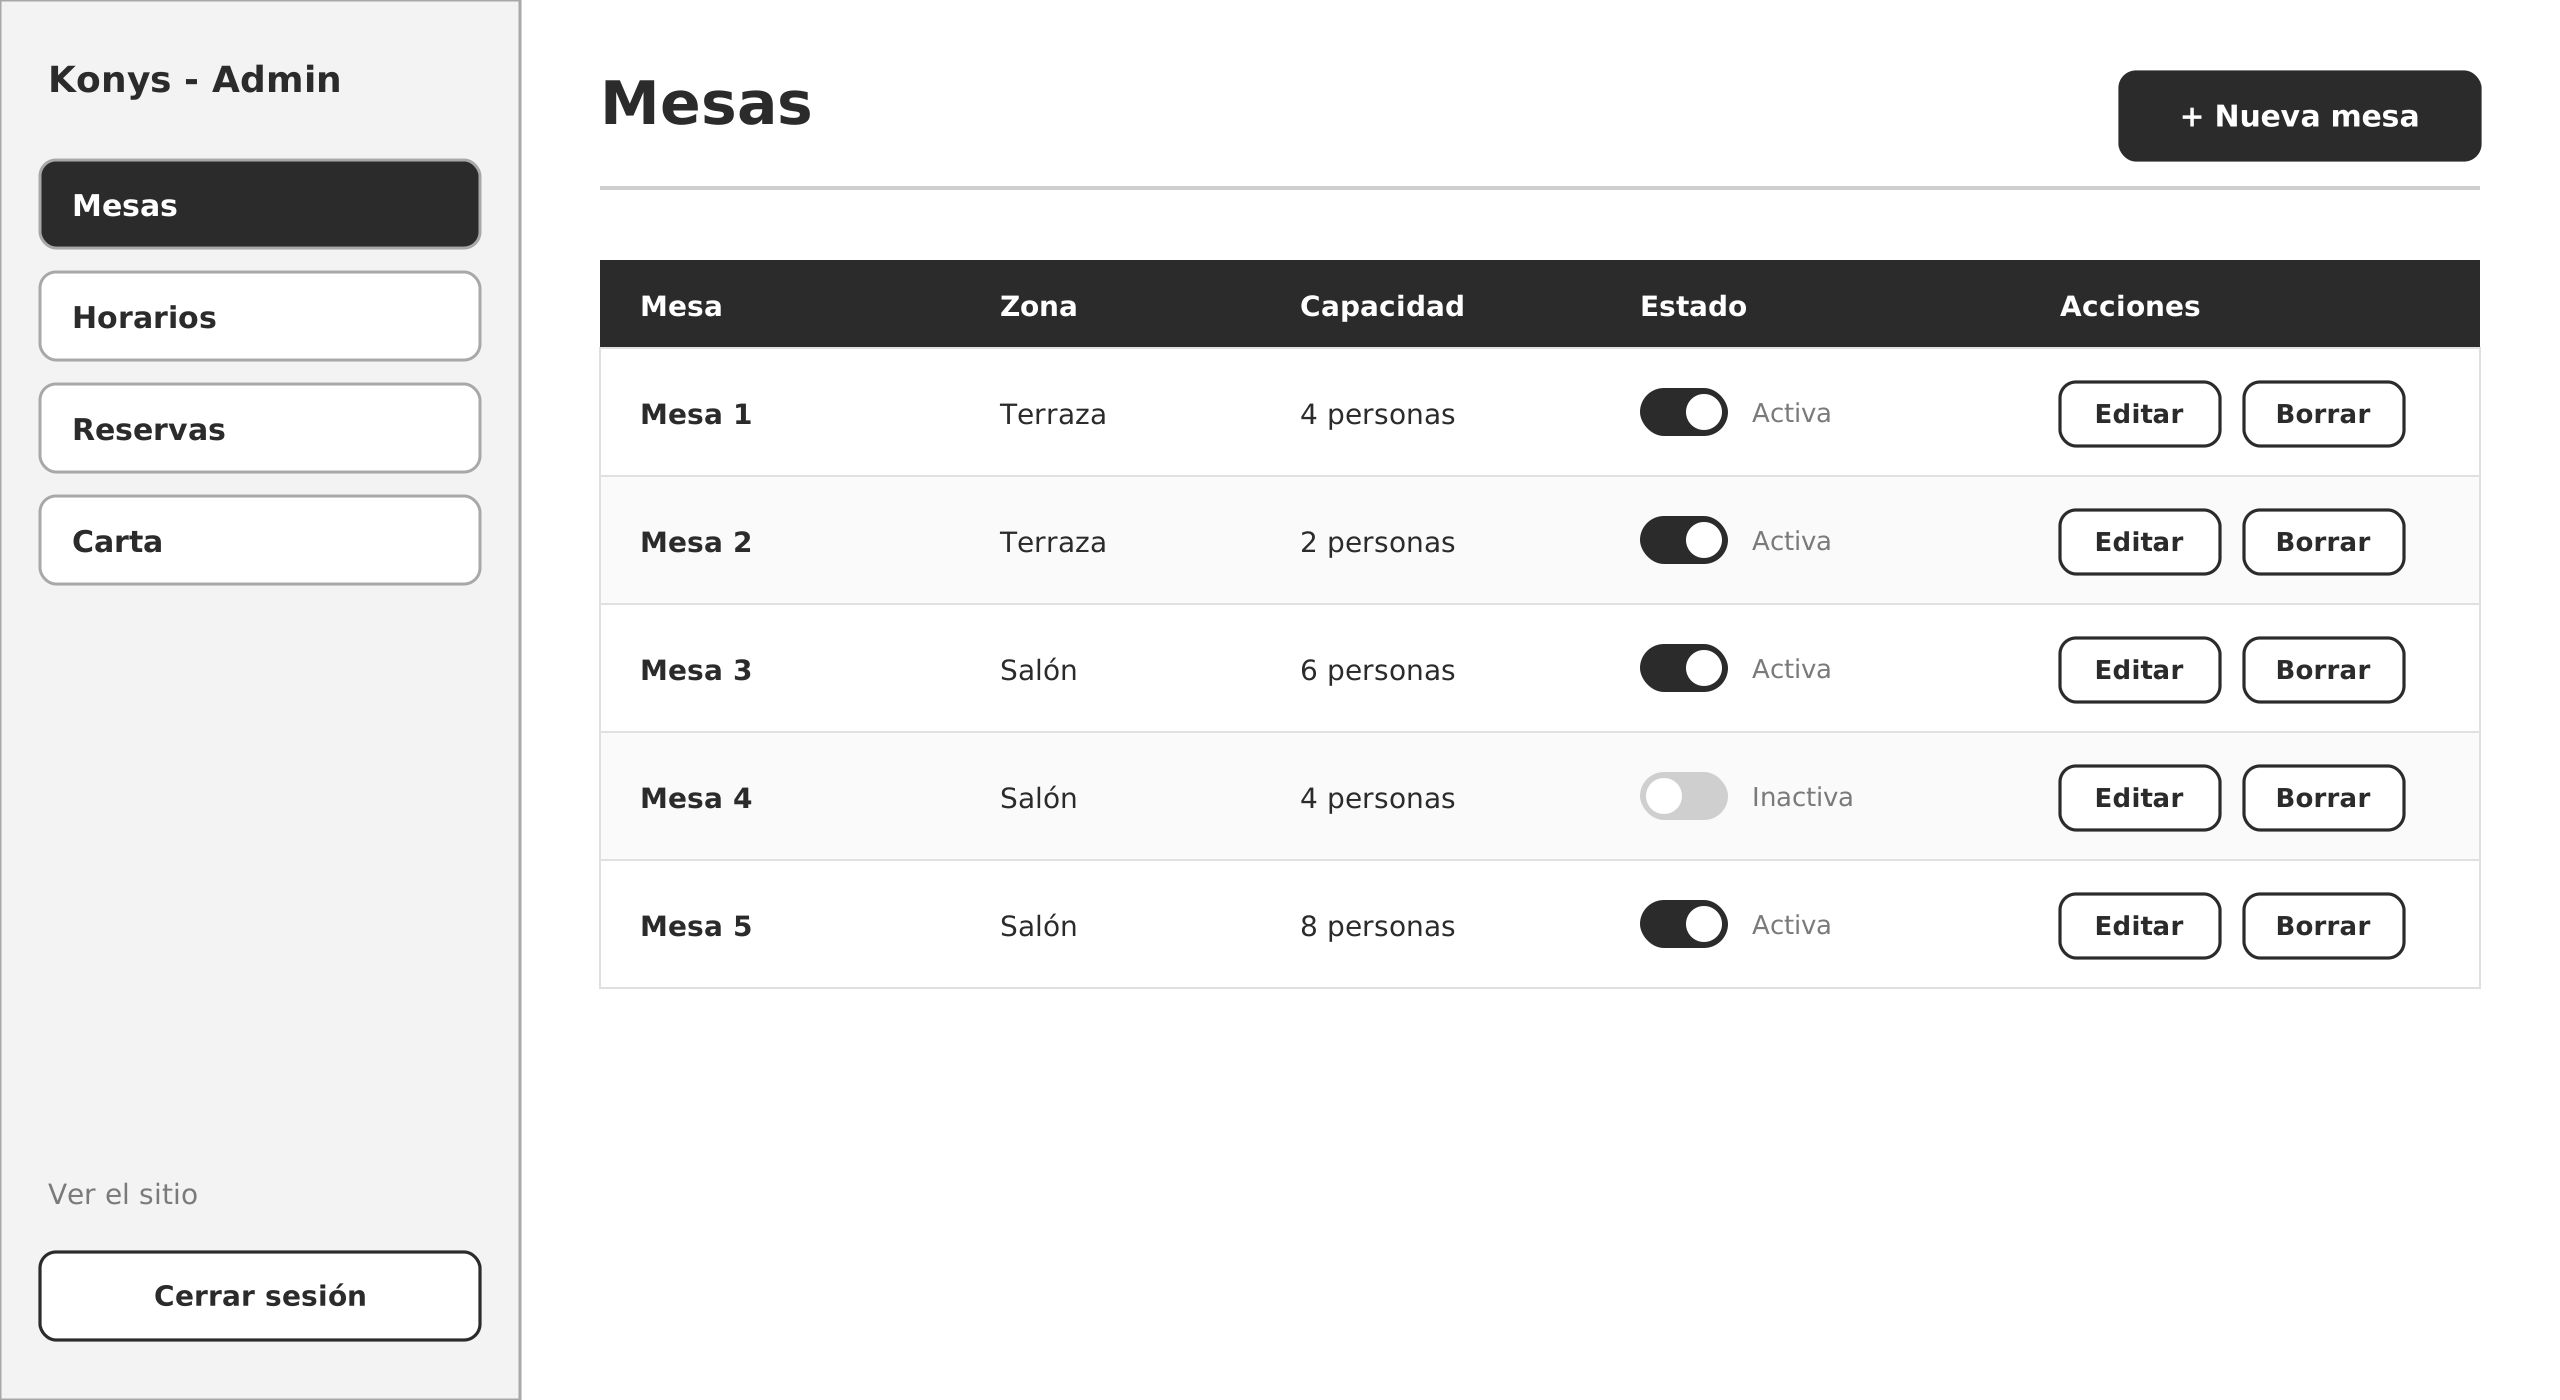 Konys - Admin
Mesas
Horarios
Reservas
Carta
Ver el sitio
Cerrar sesión
Mesas
+ Nueva mesa
Mesa Zona Capacidad Estado Acciones
Mesa 1 Terraza 4 personas Activa Editar Borrar
Mesa 2 Terraza 2 personas Activa Editar Borrar
Mesa 3 Salón 6 personas Activa Editar Borrar
Mesa 4 Salón 4 personas Inactiva Editar Borrar
Mesa 5 Salón 8 personas Activa Editar Borrar